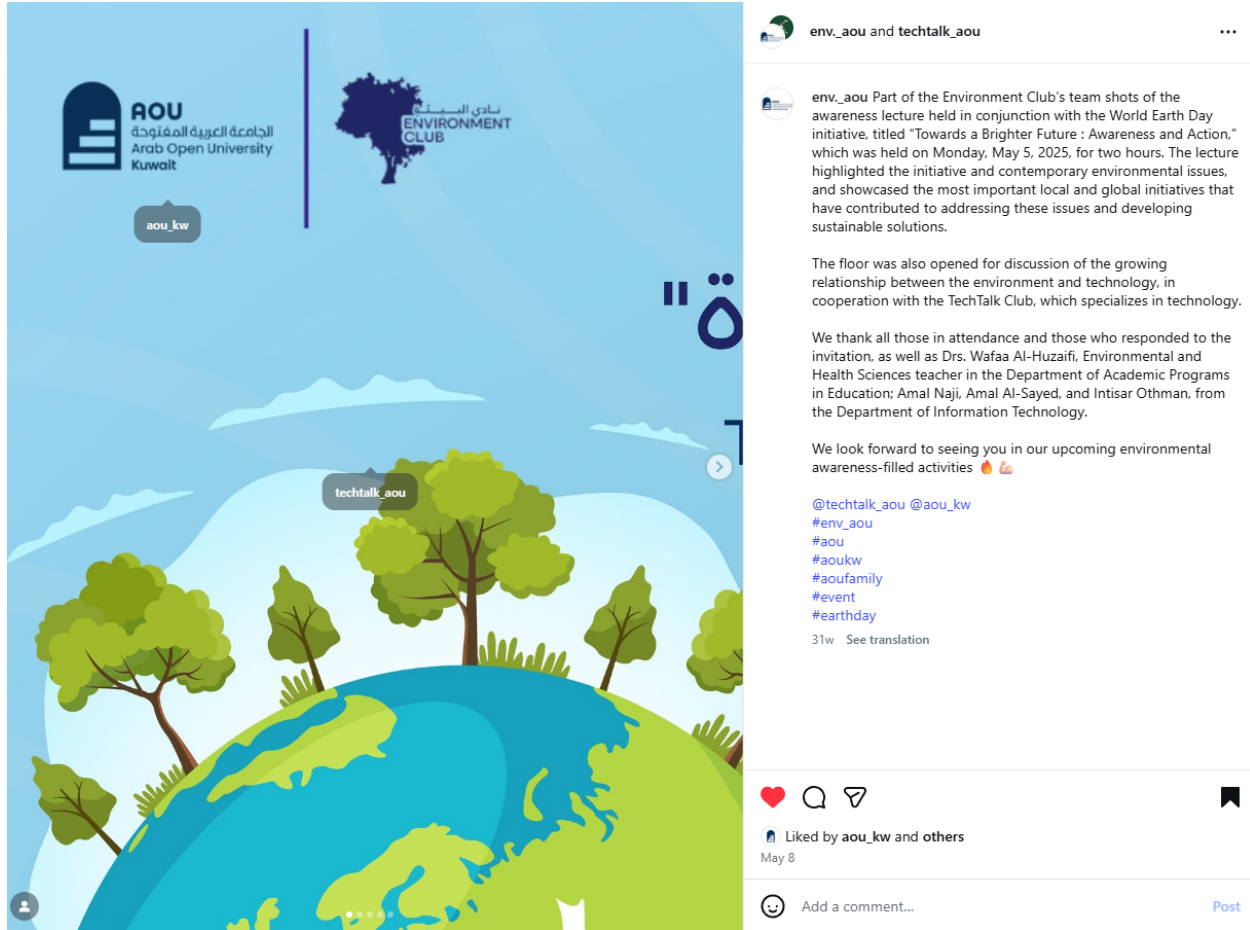 AOU
الجامعة العربية المفتوحة
Arab Open University
Kuwait
نادي البيئة
ENVIRONMENT
CLUB
aou_kw
ة"
techtalk_aou
env._aou and techtalk_aou
env._aou Part of the Environment Club's team shots of the
awareness lecture held in conjunction with the World Earth Day
initiative, titled "Towards a Brighter Future : Awareness and Action,"
which was held on Monday, May 5, 2025, for two hours. The lecture
highlighted the initiative and contemporary environmental issues,
and showcased the most important local and global initiatives that
have contributed to addressing these issues and developing
sustainable solutions.
The floor was also opened for discussion of the growing
relationship between the environment and technology, in
cooperation with the TechTalk Club, which specializes in technology.
We thank all those in attendance and those who responded to the
invitation, as well as Drs. Wafaa Al-Huzaifi, Environmental and
Health Sciences teacher in the Department of Academic Programs
in Education; Amal Naji, Amal Al-Sayed, and Intisar Othman, from
the Department of Information Technology.
We look forward to seeing you in our upcoming environmental
awareness-filled activities 🔥 💪🏻
@techtalk_aou @aou_kw
#env_aou
#aou
#aoukw
#aoufamily
#event
#earthday
31w See translation
Liked by aou_kw and others
May 8
Add a comment...
Post